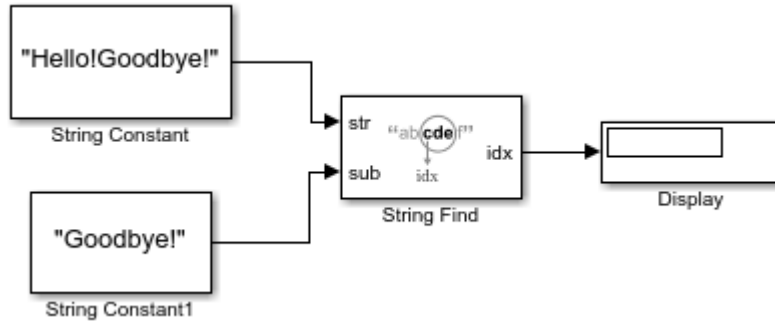 "Hello!Goodbye!"
String Constant
"Goodbye!"
String Constant1
str
sub
“ab cde f”
idx
idx
String Find
Display